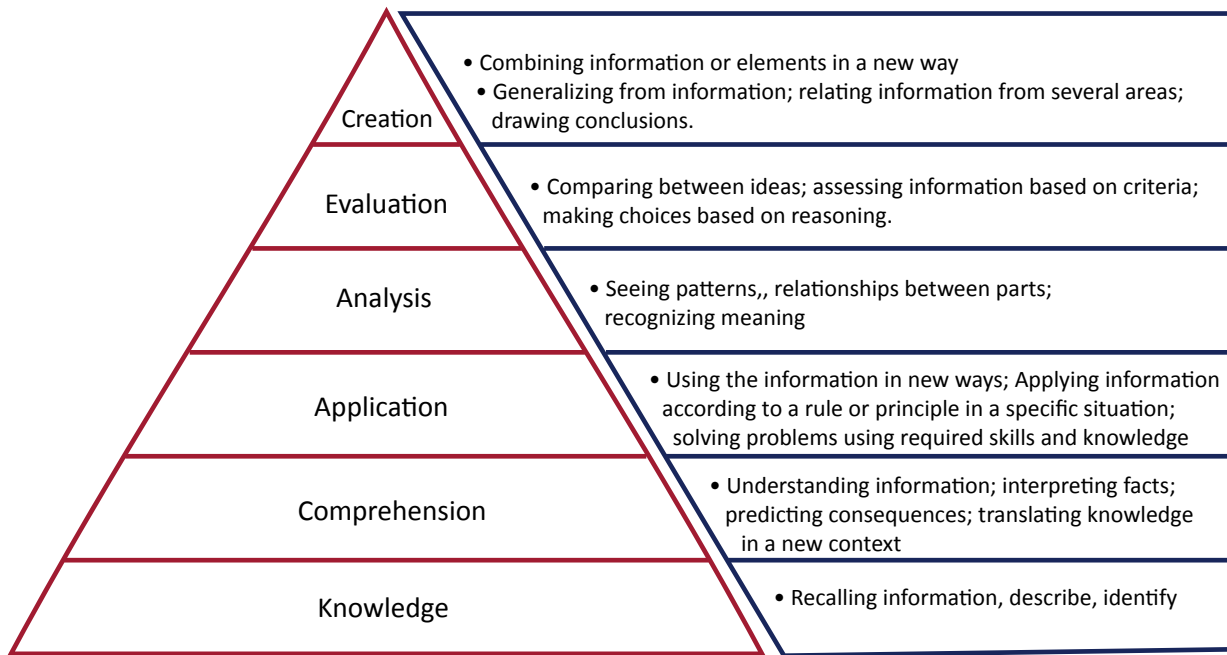 Creation
• Combining information or elements in a new way
• Generalizing from information; relating information from several areas;
drawing conclusions.
Evaluation
• Comparing between ideas; assessing information based on criteria;
making choices based on reasoning.
Analysis
• Seeing patterns,, relationships between parts;
recognizing meaning
Application
• Using the information in new ways; Applying information
according to a rule or principle in a specific situation;
solving problems using required skills and knowledge
Comprehension
• Understanding information; interpreting facts;
predicting consequences; translating knowledge
in a new context
Knowledge
• Recalling information, describe, identify